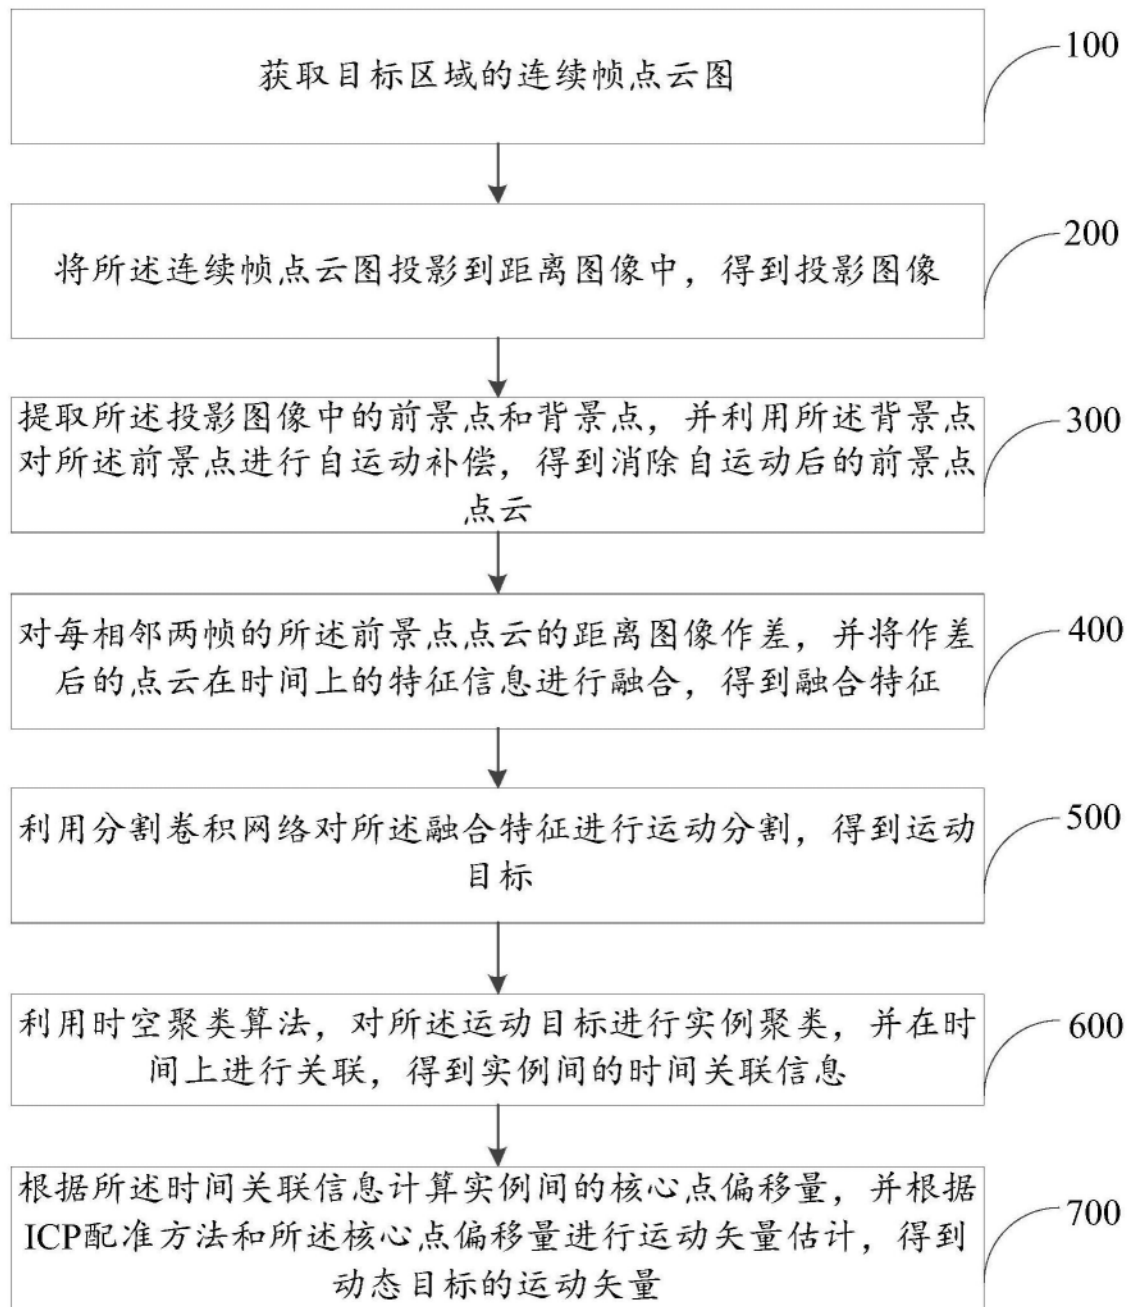 获取目标区域的连续帧点云图
100
将所述连续帧点云图投影到距离图像中，得到投影图像
200
提取所述投影图像中的前景点和背景点，并利用所述背景点
对所述前景点进行自运动补偿，得到消除自运动后的前景点
点云
300
对每相邻两帧的所述前景点点云的距离图像作差，并将作差
后的点云在时间上的特征信息进行融合，得到融合特征
400
利用分割卷积网络对所述融合特征进行运动分割，得到运动
目标
500
利用时空聚类算法，对所述运动目标进行实例聚类，并在时
间上进行关联，得到实例间的时间关联信息
600
根据所述时间关联信息计算实例间的核心点偏移量，并根据
ICP配准方法和所述核心点偏移量进行运动矢量估计，得到
动态目标的运动矢量
700